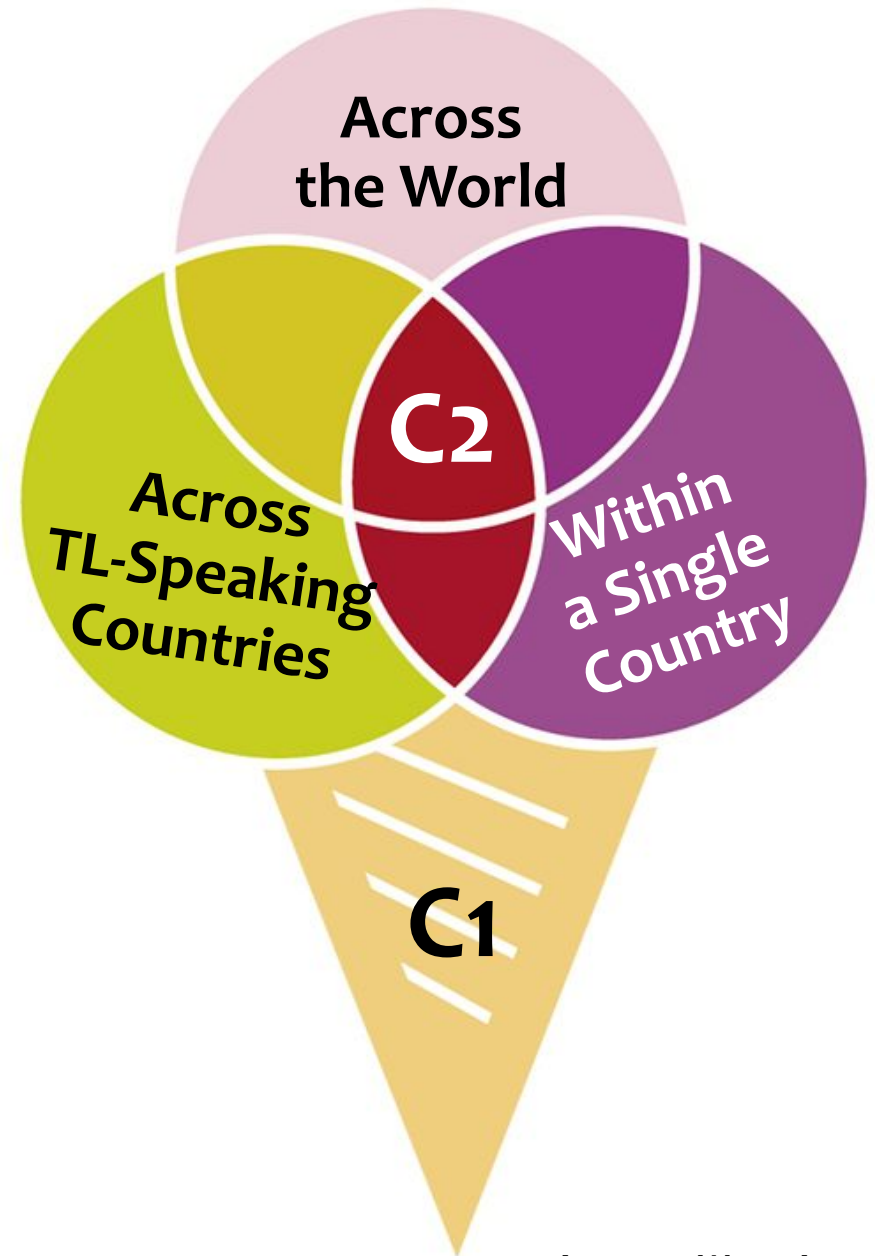 Across
the World
C2
Across
TL-Speaking
Countries
Within
a Single
Country
C1